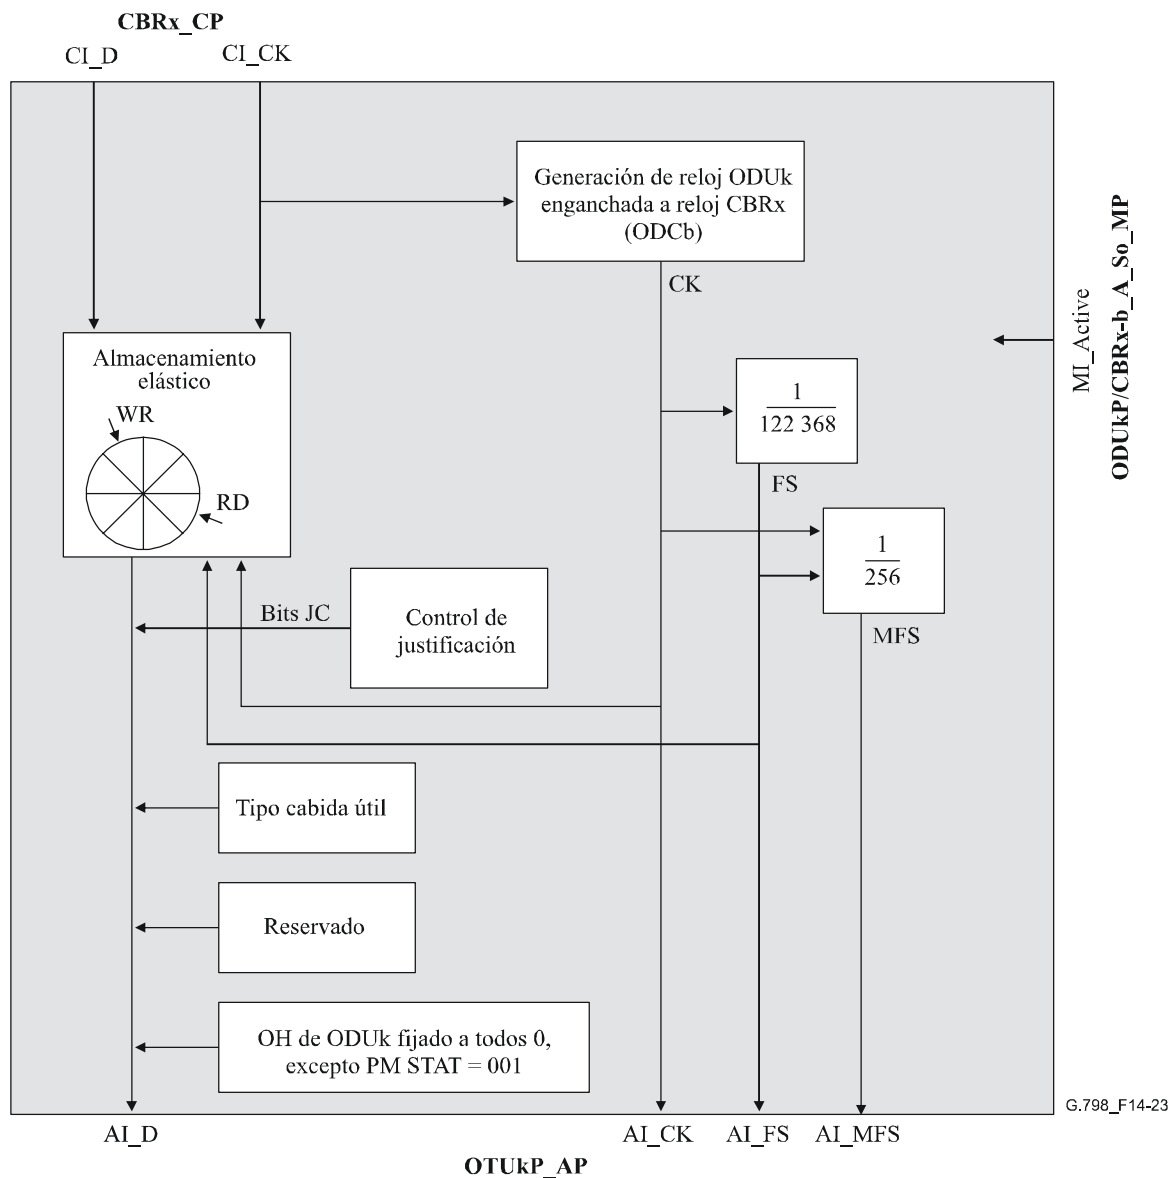 CBRx_CP
CI_D
CI_CK
Generación de reloj ODUk
enganchada a reloj CBRx
(ODCb)
CK
MI_Active
ODUkP/CBRx-b_A_So_MP
Almacenamiento
elástico
WR
RD
1
122 368
FS
1
256
MFS
Bits JC
Control de
justificación
Tipo cabida útil
Reservado
OH de ODUk fijado a todos 0,
excepto PM STAT = 001
G.798_F14-23
AI_D
AI_CK
AI_FS
AI_MFS
OTUkP_AP